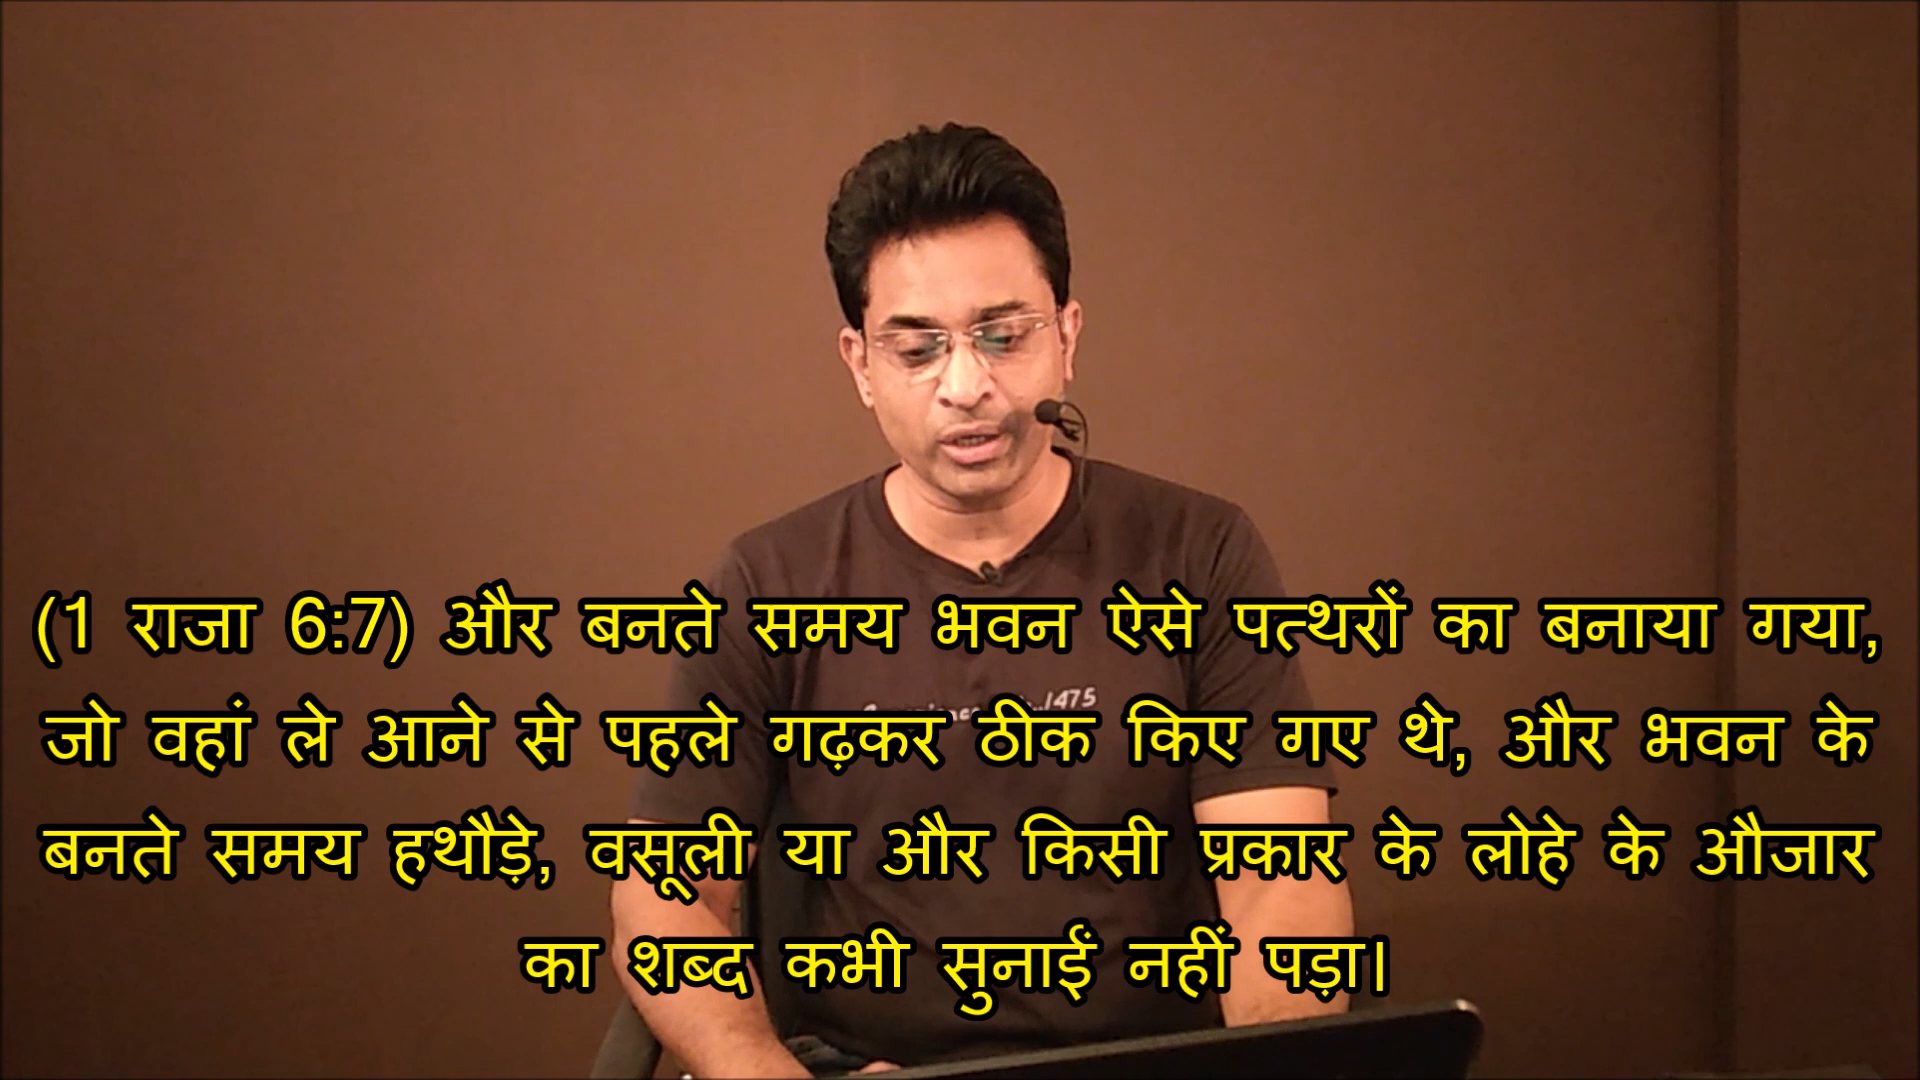 (1 राजा 6:7) और बनते समय भवन ऐसे पत्थरों का बनाया गया,
जो वहां ले आने से पहले गढ़कर ठीक किए गए थे, और भवन के
बनते समय हथौड़े, वसूली या और किसी प्रकार के लोहे के औजार
का शब्द कभी सुनाईं नहीं पड़ा।
1475